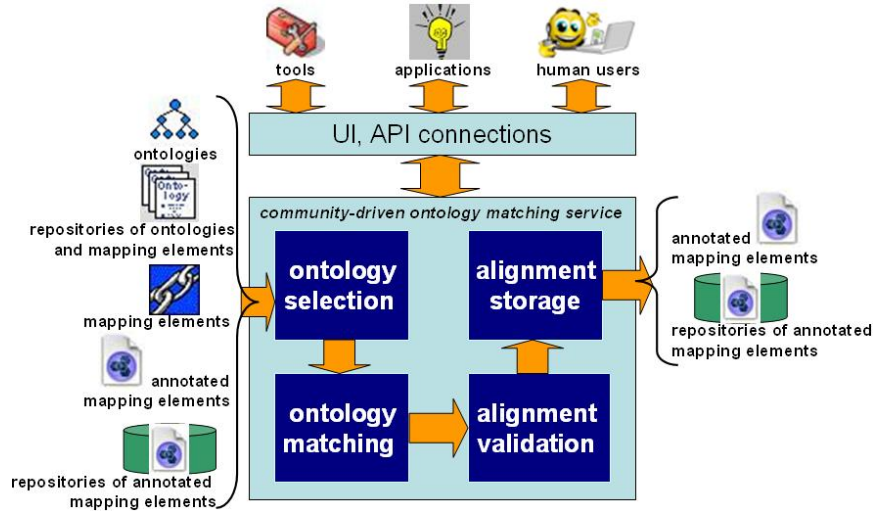 tools
applications
human users
UI, API connections
ontologies
Onto-
logy
repositories of ontologies
and mapping elements
mapping elements
annotated
mapping elements
repositories of annotated
mapping elements
community-driven ontology matching service
ontology
selection
alignment
storage
ontology
matching
alignment
validation
annotated
mapping elements
repositories of annotated
mapping elements